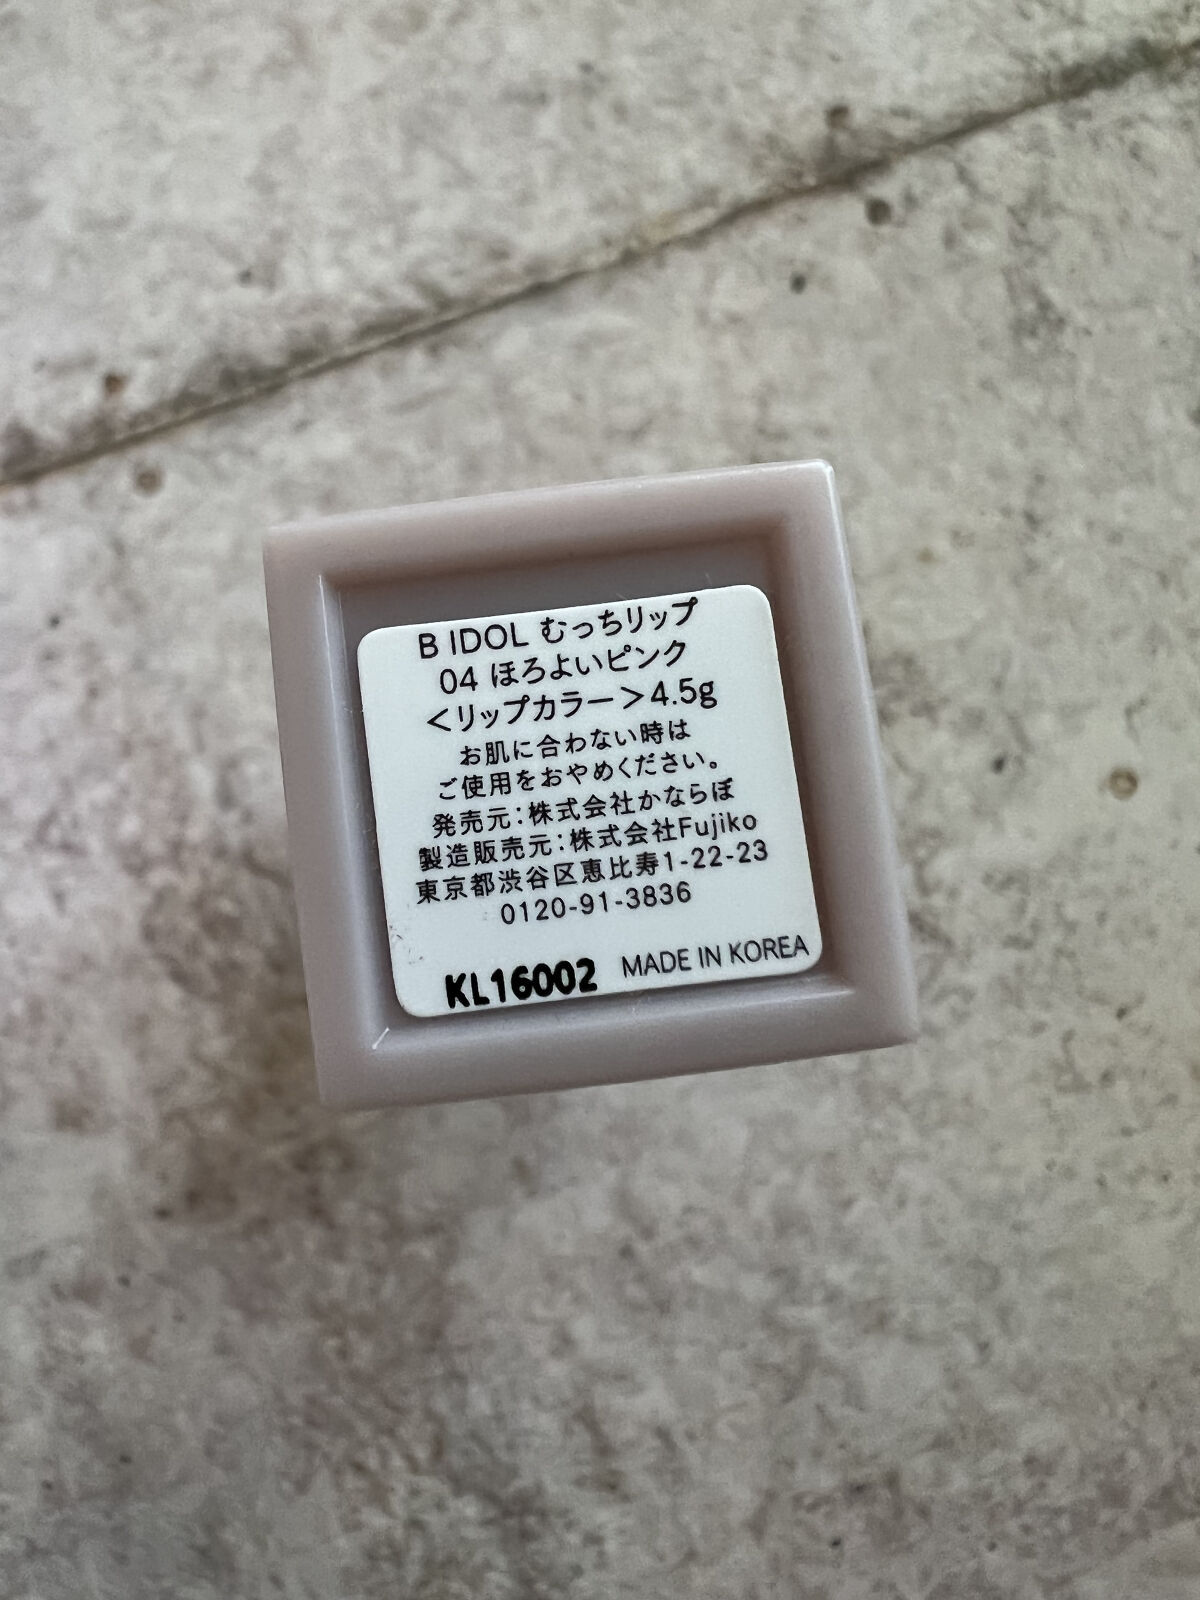 B IDOL むっちリップ
04 ほろよいピンク
＜リップカラー＞4.5g
お肌に合わない時は
ご使用をおやめください。
発売元:株式会社かならぼ
製造販売元:株式会社Fujiko
東京都渋谷区恵比寿1-22-23
0120-91-3836
KL16002 MADE IN KOREA